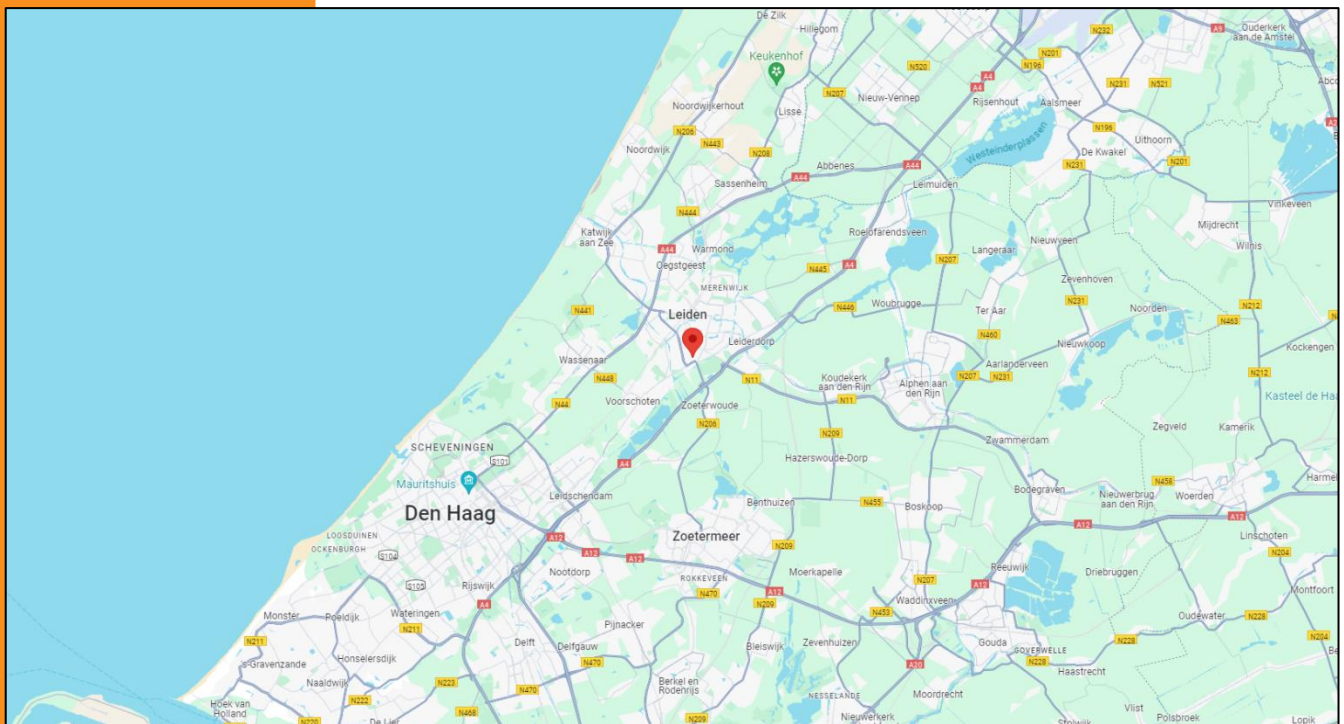 De Zilk
Hillegom
Ouderkerk
aan de Amstel
N232
A9
N201
N196
Keukenhof
N520
A4
A4
N231
N521
N207
Nieuw-Vennep
Rijsenhout
Aalsmeer
Noordwijkerhout
Lisse
N206
N443
N196
Uithoorn
Westeinderplassen
De Kwakel
Noordwijk
N208
N201
Abbenes
A44
N231
A44
Sassenheim
Leimuiden
N444
Vinkeveen
Mijdrecht
Katwijk
aan Zee
Roelofarendsveen
Wilnis
A44
Warmond
Langeraar
Nieuwveen
Oegstgeest
N445
A4
N207
Zevenhoven
MERENWIJK
N231
N441
N446
Woubrugge
Ter Aar
Noorden
N212
Leiden
N463
N460
Leiderdorp
Nieuwkoop
Kockengen
Wassenaar
Aarlanderveen
N448
N11
Koudekerk
aan den Rijn
Alphen aan
den Rijn
N207
N231
N212
N44
Voorschoten
Zoeterwoude
N11
Kasteel de Haa
N206
Zegveld
Kamerik
SCHEVENINGEN
N209
Zwammerdam
S101
A4
Hazerswoude-Dorp
Mauritshuis
Harmel
N458
Leidschendam
Bodegraven
Nieuwerbrug
aan den Rijn
Woerden
Benthuizen
N455
Boskoop
Den Haag
A12
A12
LOOSDUINEN
Zoetermeer
Linschoten
A12
N209
OCKENBURGH
S104
A12
A12
N204
Reeuwijk
Nootdorp
ROKKEVEEN
Moerkapelle
Driebruggen
S105
Rijswijk
N207
A12
N470
A12
Waddinxveen
Montfoort
A4
N209
Monster
Poeldijk
Wateringen
N453
Oudewater
N228
Pijnacker
N211
N204
N211
Delft
Delfgauw
Bleiswijk
Zevenhuizen
Gouda
N228
Honselersdijk
GOVERWELLE
's-Gravenzande
N470
A20
N228
Haastrecht
Naaldwijk
N223
Berkel en
Rodenrijs
N470
NESSELANDE
Moordrecht
Hoek van
Holland
N222
Vlist
N468
N209
Polsbroek
Nieuwerkerk
N220
De Lier
Stolwijk
Lopik